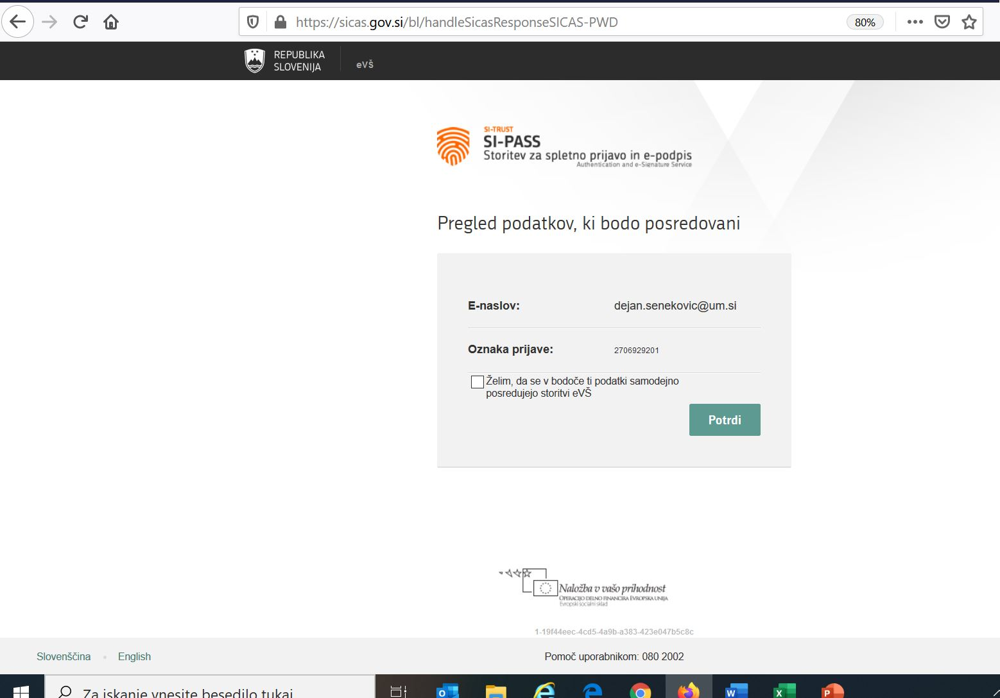 https://sicas.gov.si/bl/handleSicasResponseSICAS-PWD
80%
REPUBLIKA
SLOVENIJA
eVŠ
SI-TRUST
SI-PASS
Storitev za spletno prijavo in e-podpis
Authentication and e-Signature Service
Pregled podatkov, ki bodo posredovani
E-naslov: dejan.senekovic@um.si
Oznaka prijave: 2706929201
Želim, da se v bodoče ti podatki samodejno
posredujejo storitvi eVŠ
Potrdi
Naložba v vašo prihodnost
OPERACIJO DELNO FINANCIRA EVROPSKA UNIJA
Evropski socialni sklad
1-19f44eec-4cd5-4a9b-a383-423e047b5c8c
Slovenščina English
Pomoč uporabnikom: 080 2002
Za iskanje vnesite besedilo tukaj